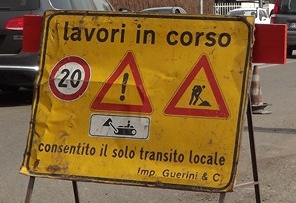 lavori in corso
20
consentito il solo transito locale
Imp. Guerini & C.